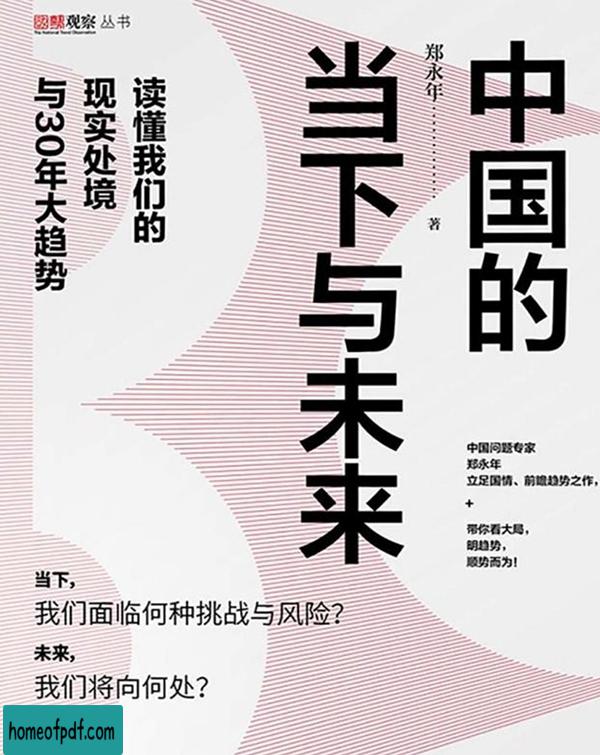 观察 丛书
中国的
当下与未来
郑永年
著
读懂我们的
现实处境
与30年大趋势
中国问题专家
郑永年
立足国情、前瞻趋势之作，
+
带你看大局，
明趋势，
顺势而为！
当下，
我们面临何种挑战与风险？
未来，
我们将向何处？
homeofpdf.com